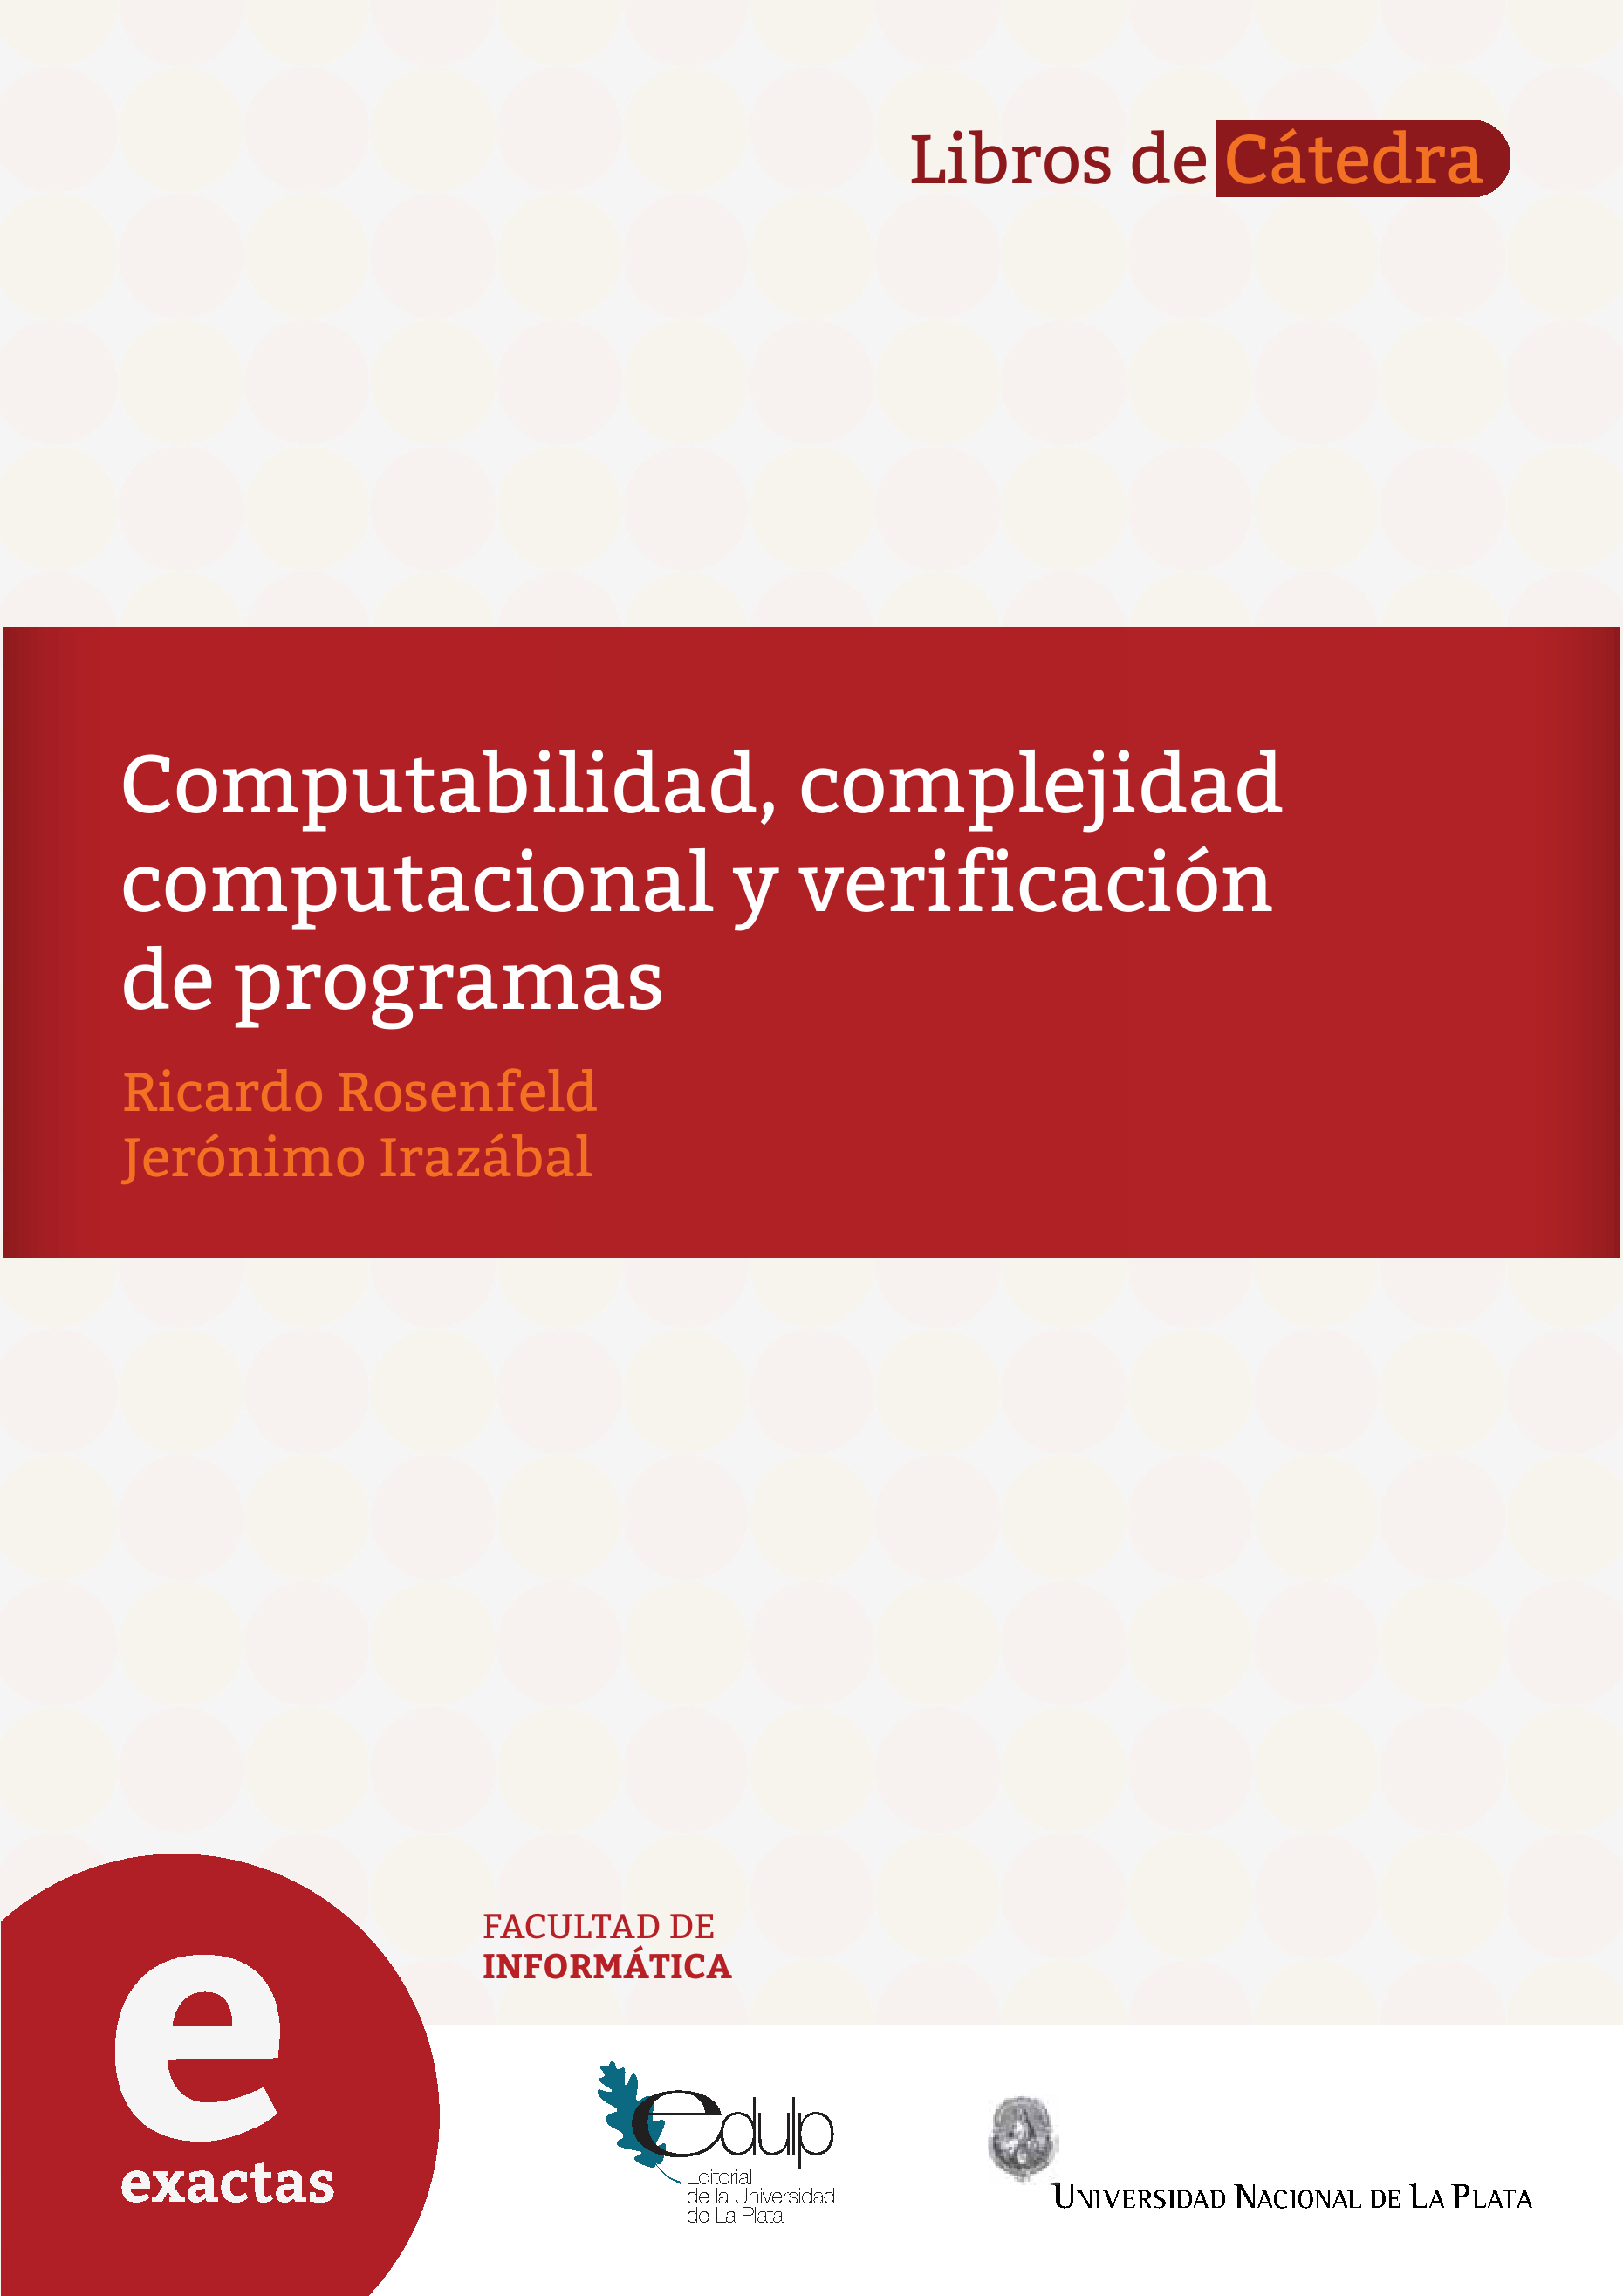 Libros de Cátedra
Computabilidad, complejidad
computacional y verificación
de programas
Ricardo Rosenfeld
Jerónimo Irazábal
FACULTAD DE
INFORMÁTICA
e
exactas
edulp
Editorial
de la Universidad
de La Plata
UNIVERSIDAD NACIONAL DE LA PLATA